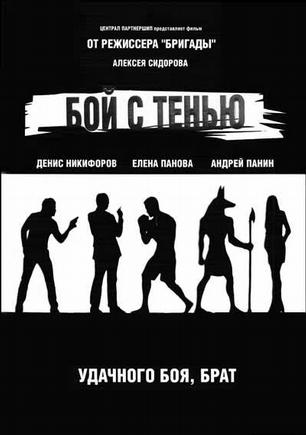 ЦЕНТРАЛ ПАРТНЕРШИП представляет фильм
ОТ РЕЖИССЕРА "БРИГАДЫ"
АЛЕКСЕЯ СИДОРОВА
БОЙ С ТЕНЬЮ
ДЕНИС НИКИФОРОВ ЕЛЕНА ПАНОВА АНДРЕЙ ПАНИН
УДАЧНОГО БОЯ, БРАТ